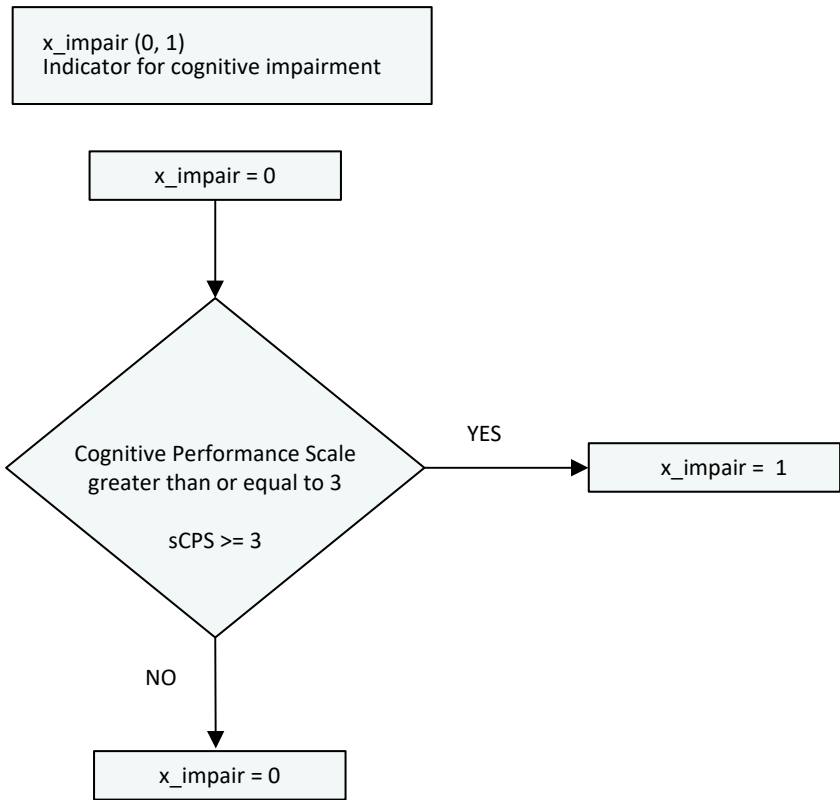 x_impair (0, 1)
Indicator for cognitive impairment
x_impair = 0
Cognitive Performance Scale
greater than or equal to 3
sCPS >= 3
YES
x_impair =  1
NO
x_impair = 0